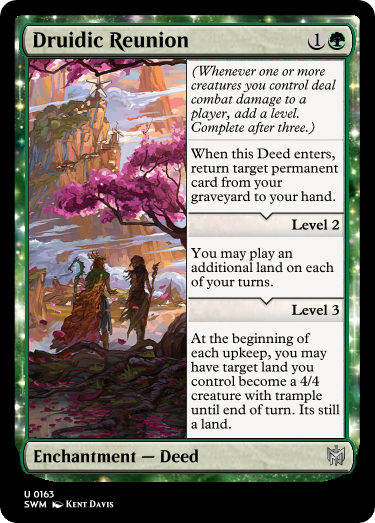 Druidic Reunion 1
(Whenever one or more
creatures you control deal
combat damage to a
player, add a level.
Complete after three.)
When this Deed enters,
return target permanent
card from your
graveyard to your hand.
Level 2
You may play an
additional land on each
of your turns.
Level 3
At the beginning of
each upkeep, you may
have target land you
control become a 4/4
creature with trample
until end of turn. Its still
a land.
Enchantment — Deed
U 0163
SWM Kent Davis